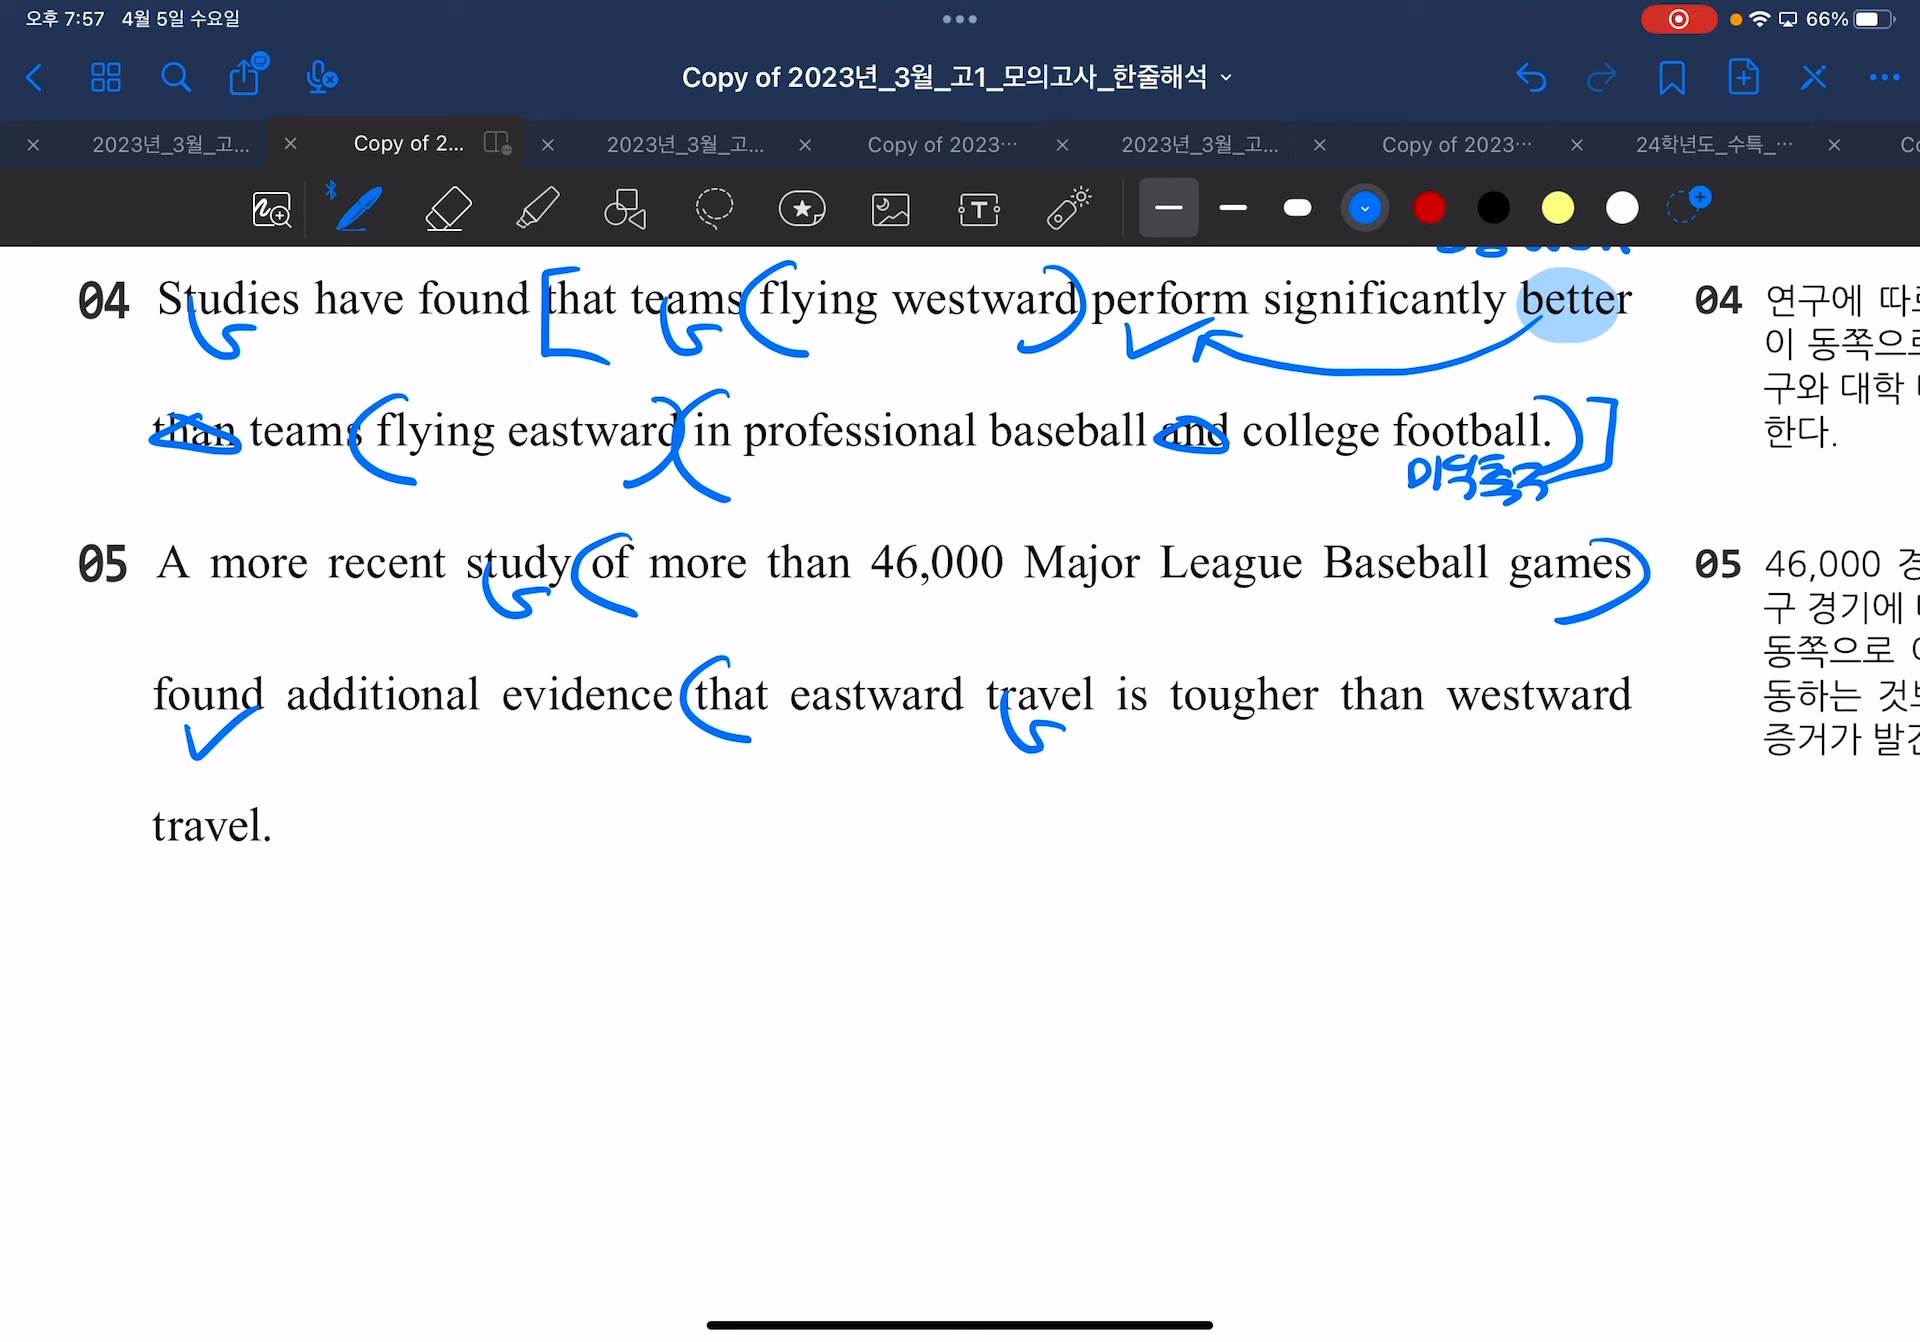 오후 7:57 4월 5일 수요일
66%
Copy of 2023년_3월_고1_모의고사_한줄해석
2023년_3월_고... Copy of 2... 2023년_3월_고... Copy of 2023... 2023년_3월_고... Copy of 2023... 24학년도_수특_...
04 Studies have found that teams flying westward perform significantly better
than teams flying eastward in professional baseball and college football.
미식축구
05 A more recent study of more than 46,000 Major League Baseball games
found additional evidence that eastward travel is tougher than westward
travel.
04 연구에 따르
이 동쪽으로
구와 대학
한다.
05 46,000 경
구 경기에
동쪽으로
동하는 것보
증거가 발견